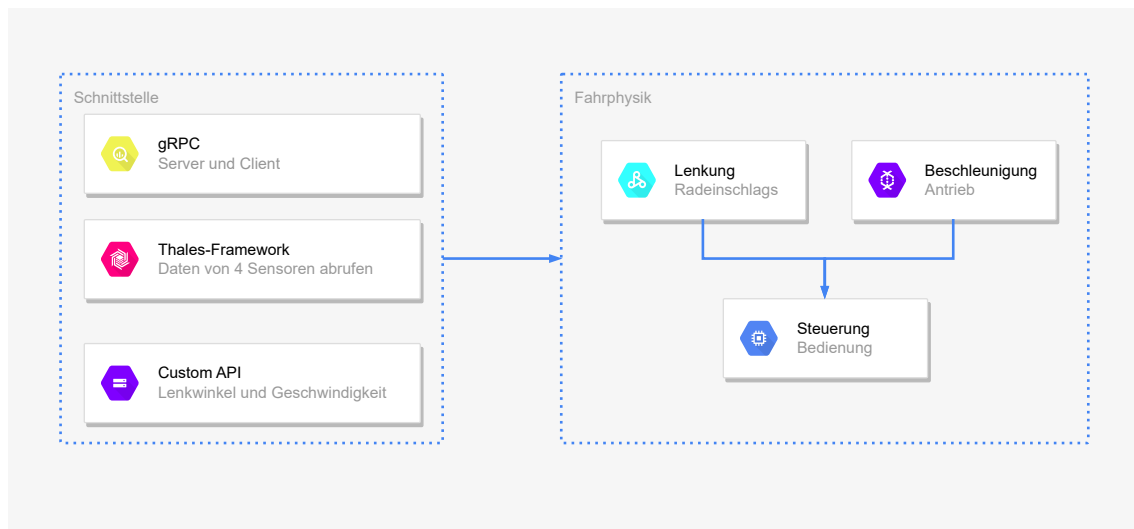 Schnittstelle
gRPC
Server und Client
Thales-Framework
Daten von 4 Sensoren abrufen
Custom API
Lenkwinkel und Geschwindigkeit
Fahrphysik
Lenkung
Radeinschlags
Beschleunigung
Antrieb
Steuerung
Bedienung